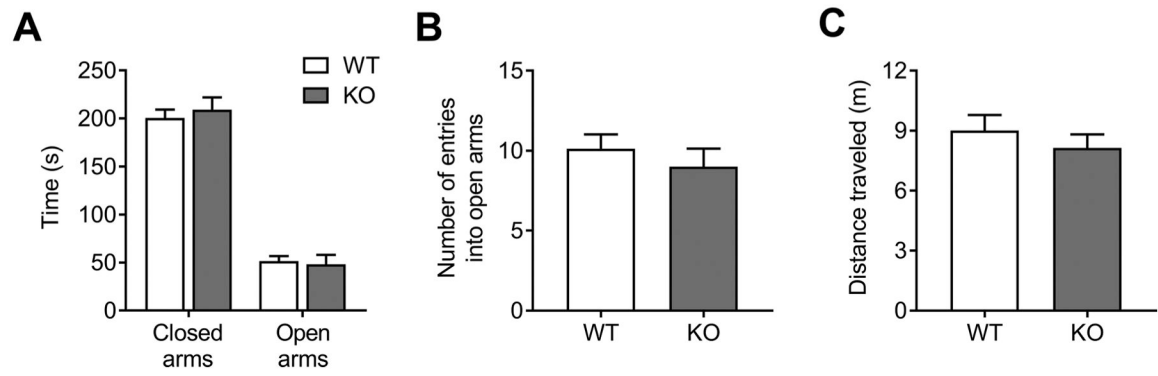 A
Time (s)
250
200
150
100
50
0
Closed
arms
Open
arms
WT
KO
B
Number of entries
into open arms
15
10
5
0
WT
KO
C
Distance traveled (m)
12
9
6
3
0
WT
KO